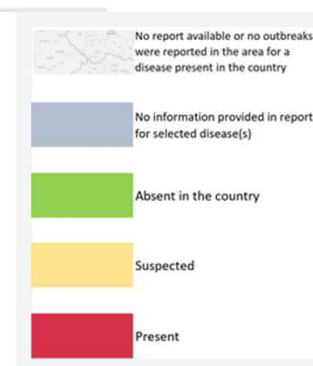 No report available or no outbreaks
were reported in the area for a
disease present in the country
No information provided in report
for selected disease(s)
Absent in the country
Suspected
Present